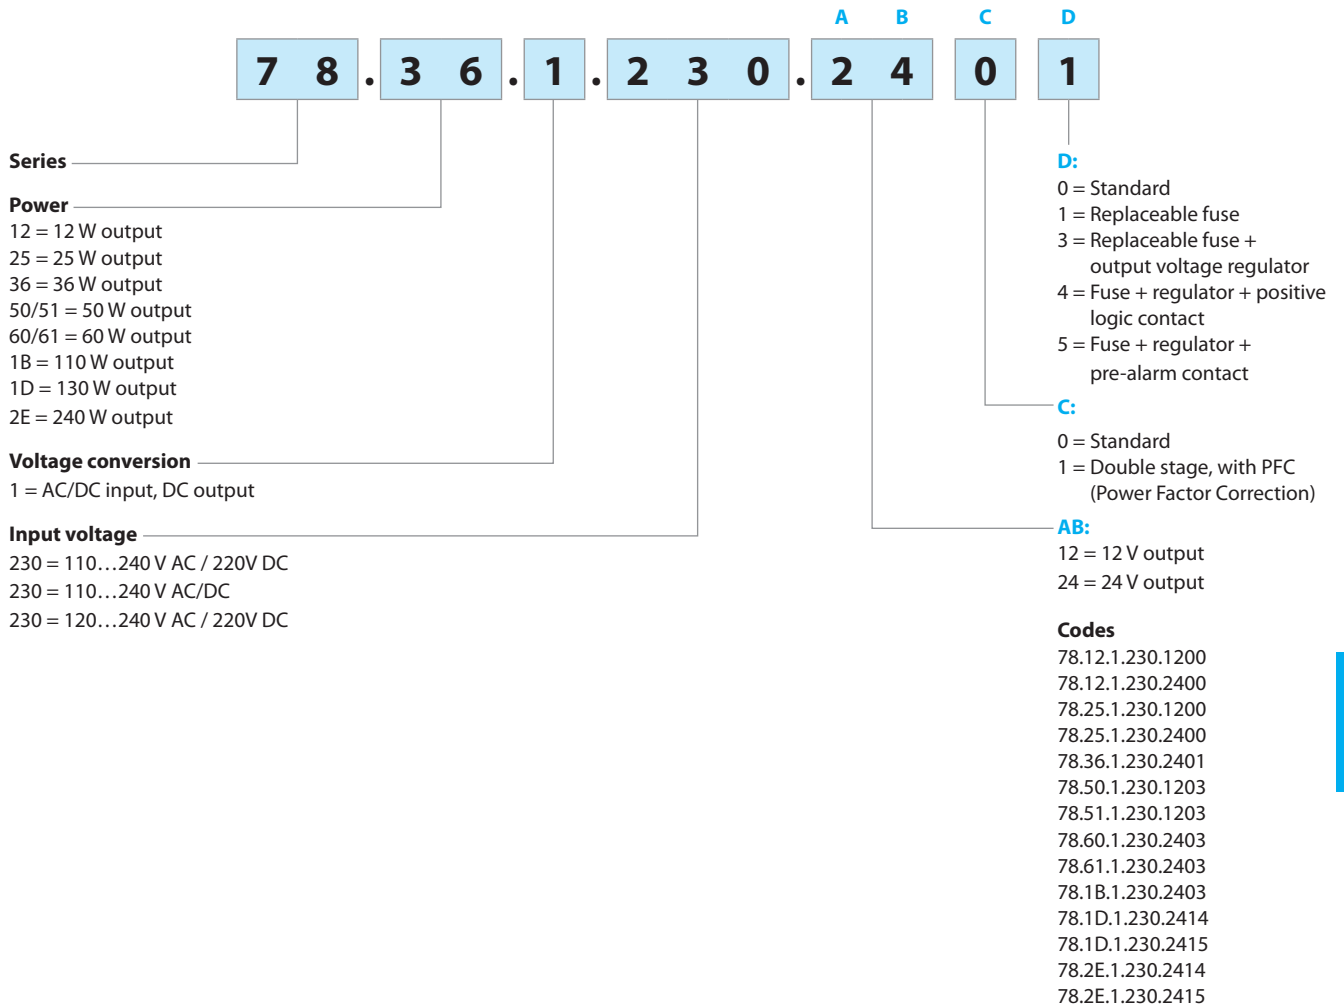 A B C D
7 8 . 3 6 . 1 . 2 3 0 . 2 4 0 1
Series
Power
12 = 12 W output
25 = 25 W output
36 = 36 W output
50/51 = 50 W output
60/61 = 60 W output
1B = 110 W output
1D = 130 W output
2E = 240 W output
Voltage conversion
1 = AC/DC input, DC output
Input voltage
230 = 110…240 V AC / 220V DC
230 = 110…240 V AC/DC
230 = 120…240 V AC / 220V DC
D:
0 = Standard
1 = Replaceable fuse
3 = Replaceable fuse +
output voltage regulator
4 = Fuse + regulator + positive
logic contact
5 = Fuse + regulator +
pre-alarm contact
C:
0 = Standard
1 = Double stage, with PFC
(Power Factor Correction)
AB:
12 = 12 V output
24 = 24 V output
Codes
78.12.1.230.1200
78.12.1.230.2400
78.25.1.230.1200
78.25.1.230.2400
78.36.1.230.2401
78.50.1.230.1203
78.51.1.230.1203
78.60.1.230.2403
78.61.1.230.2403
78.1B.1.230.2403
78.1D.1.230.2414
78.1D.1.230.2415
78.2E.1.230.2414
78.2E.1.230.2415